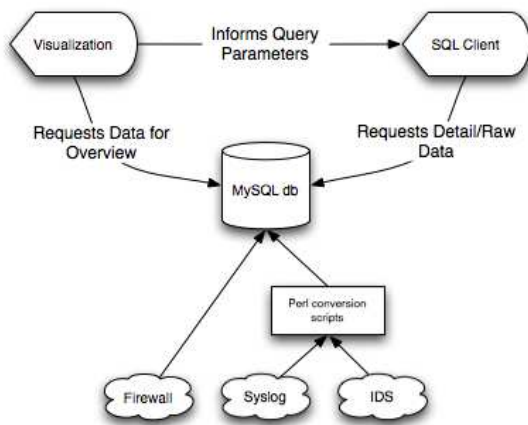 Visualization
Informs Query
Parameters
SQL Client
Requests Data for
Overview
Requests Detail/Raw
Data
MySQL db
Perl conversion
scripts
Firewall
Syslog
IDS